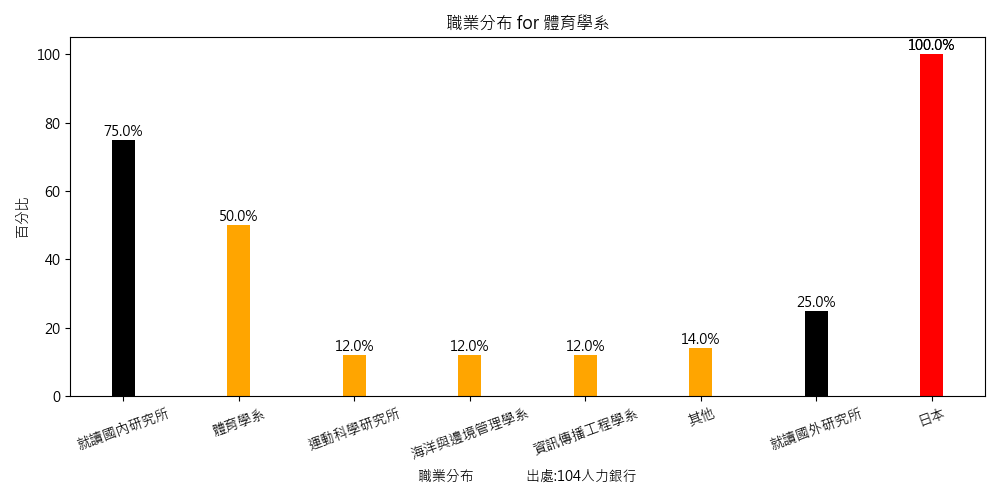 職業分布 for 體育學系
百分比
100
80
60
40
20
0
75.0%
50.0%
12.0%
12.0%
12.0%
14.0%
25.0%
100.0%
就讀國內研究所
體育學系
運動科學研究所
海洋與邊境管理學系
資訊傳播工程學系
其他
就讀國外研究所
日本
職業分布 出處:104人力銀行